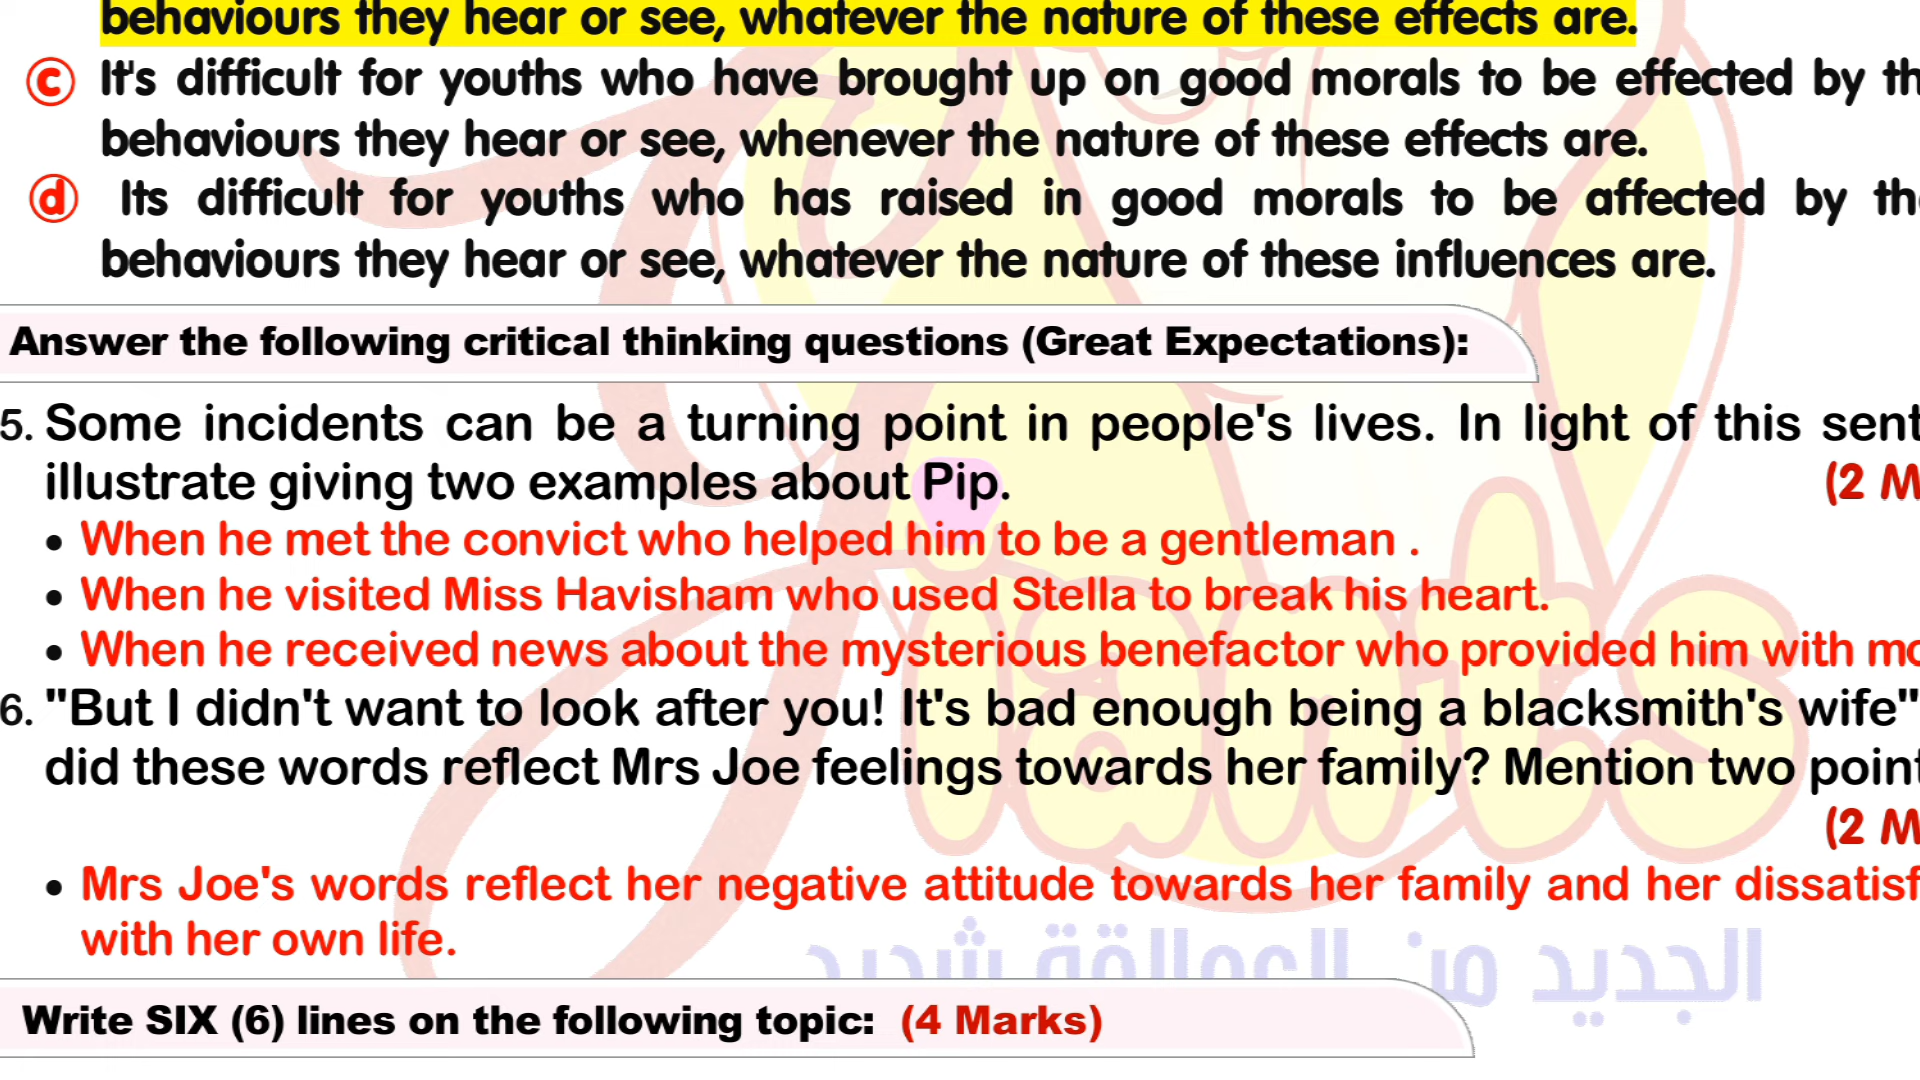 behaviours they hear or see, whatever the nature of these effects are.
c It's difficult for youths who have brought up on good morals to be effected by th
behaviours they hear or see, whenever the nature of these effects are.
d Its difficult for youths who has raised in good morals to be affected by the
behaviours they hear or see, whatever the nature of these influences are.
Answer the following critical thinking questions (Great Expectations):
5. Some incidents can be a turning point in people's lives. In light of this sent
illustrate giving two examples about Pip. (2 M
• When he met the convict who helped him to be a gentleman .
• When he visited Miss Havisham who used Stella to break his heart.
• When he received news about the mysterious benefactor who provided him with mo
6. "But I didn't want to look after you! It's bad enough being a blacksmith's wife"
did these words reflect Mrs Joe feelings towards her family? Mention two point
(2 M
• Mrs Joe's words reflect her negative attitude towards her family and her dissatisf
with her own life.
الجديد من العمالقة شديد
Write SIX (6) lines on the following topic: (4 Marks)
Giants